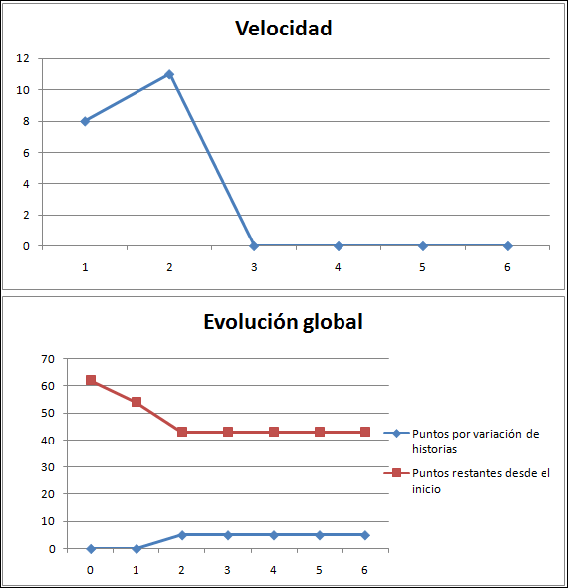 Velocidad
12
10
8
6
4
2
0
1 2 3 4 5 6
Evolución global
70
60
50
40
30
20
10
0
0 1 2 3 4 5 6
Puntos por variación de
historias
Puntos restantes desde el
inicio